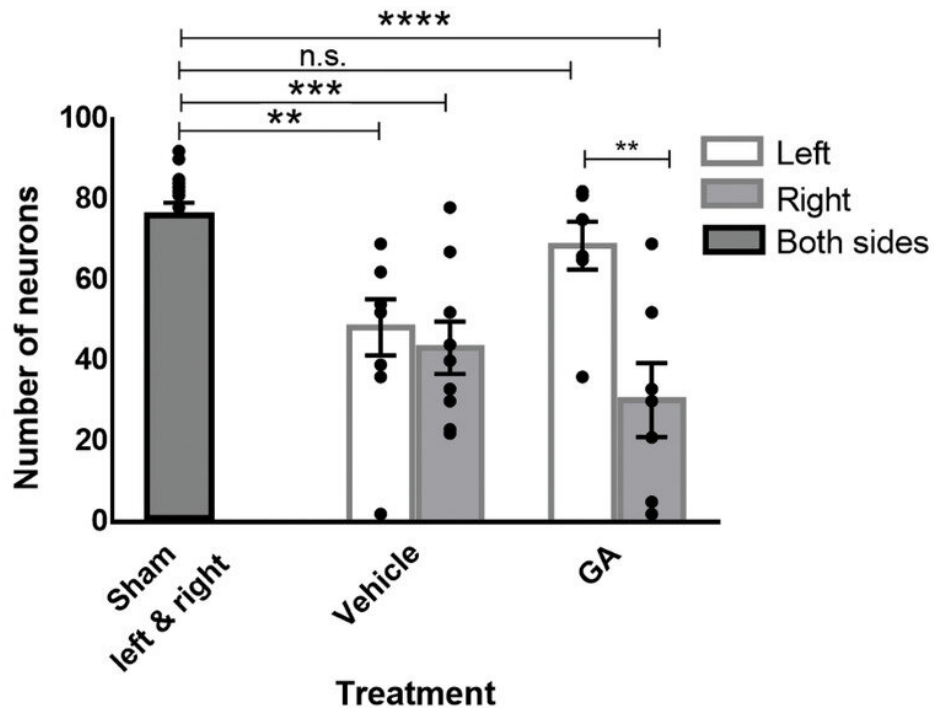 ****
n.s.
***
**
100
80
60
40
20
0
Number of neurons
**
Left
Right
Both sides
Sham
left & right
Vehicle
GA
Treatment